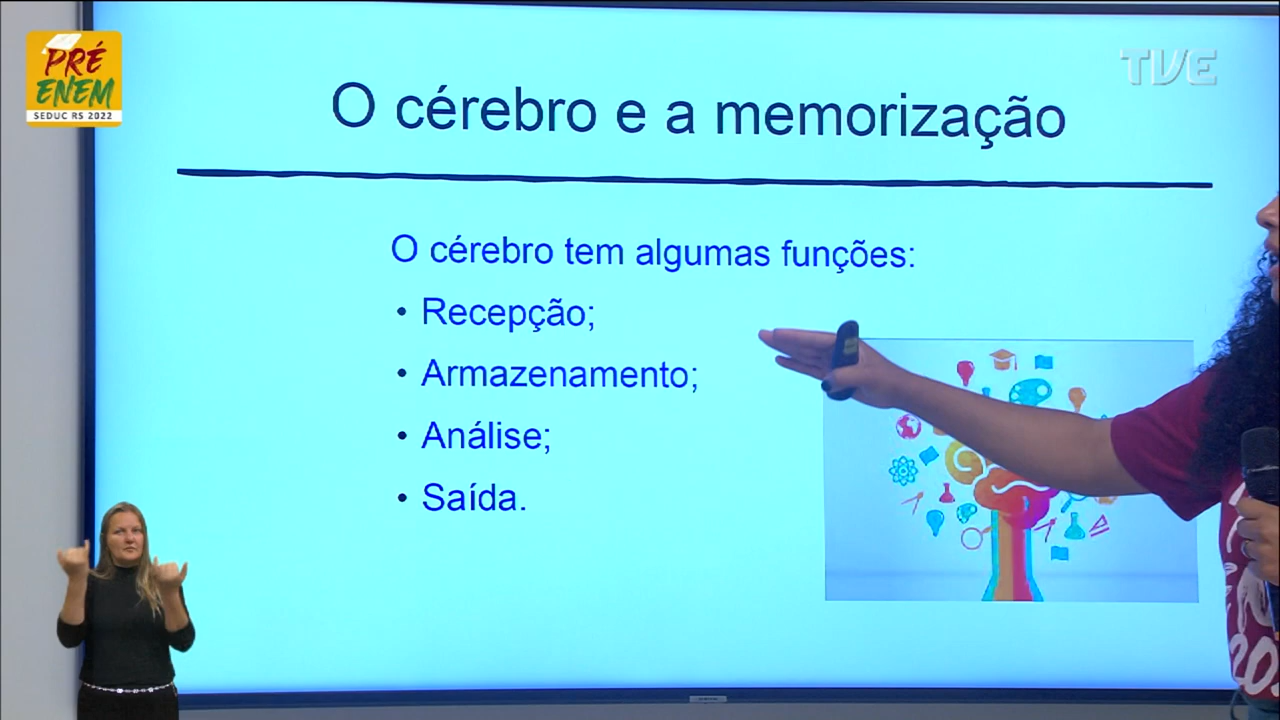 PRÉ
ENEM
SEDUC RS 2022
TVE
O cérebro e a memorização
O cérebro tem algumas funções:
• Recepção;
• Armazenamento;
• Análise;
• Saída.